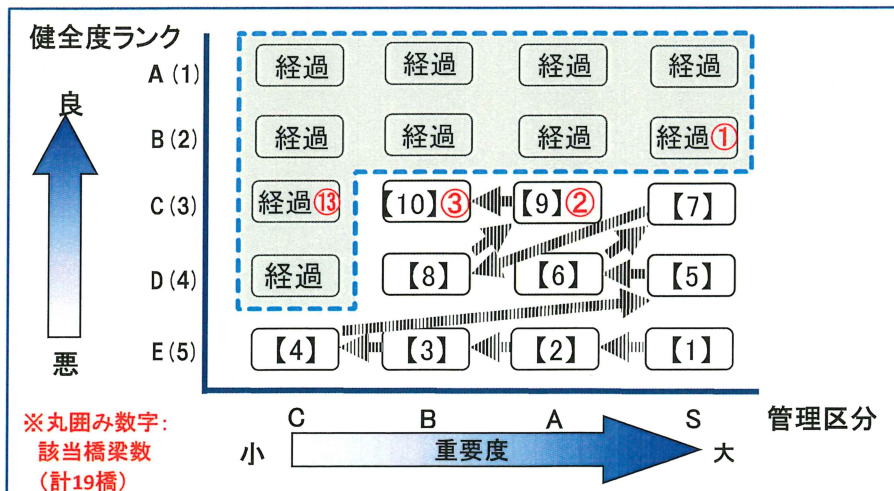 健全度ランク
A(1) 経過 経過 経過 経過
良
B(2) 経過 経過 経過 経過①
C(3) 経過⑬ 【10】③ 【9】② 【7】
D(4) 経過 【8】 【6】 【5】
E(5) 【4】 【3】 【2】 【1】
悪
C B A S 管理区分
小 重要度 大
※丸囲み数字:
該当橋梁数
(計19橋)